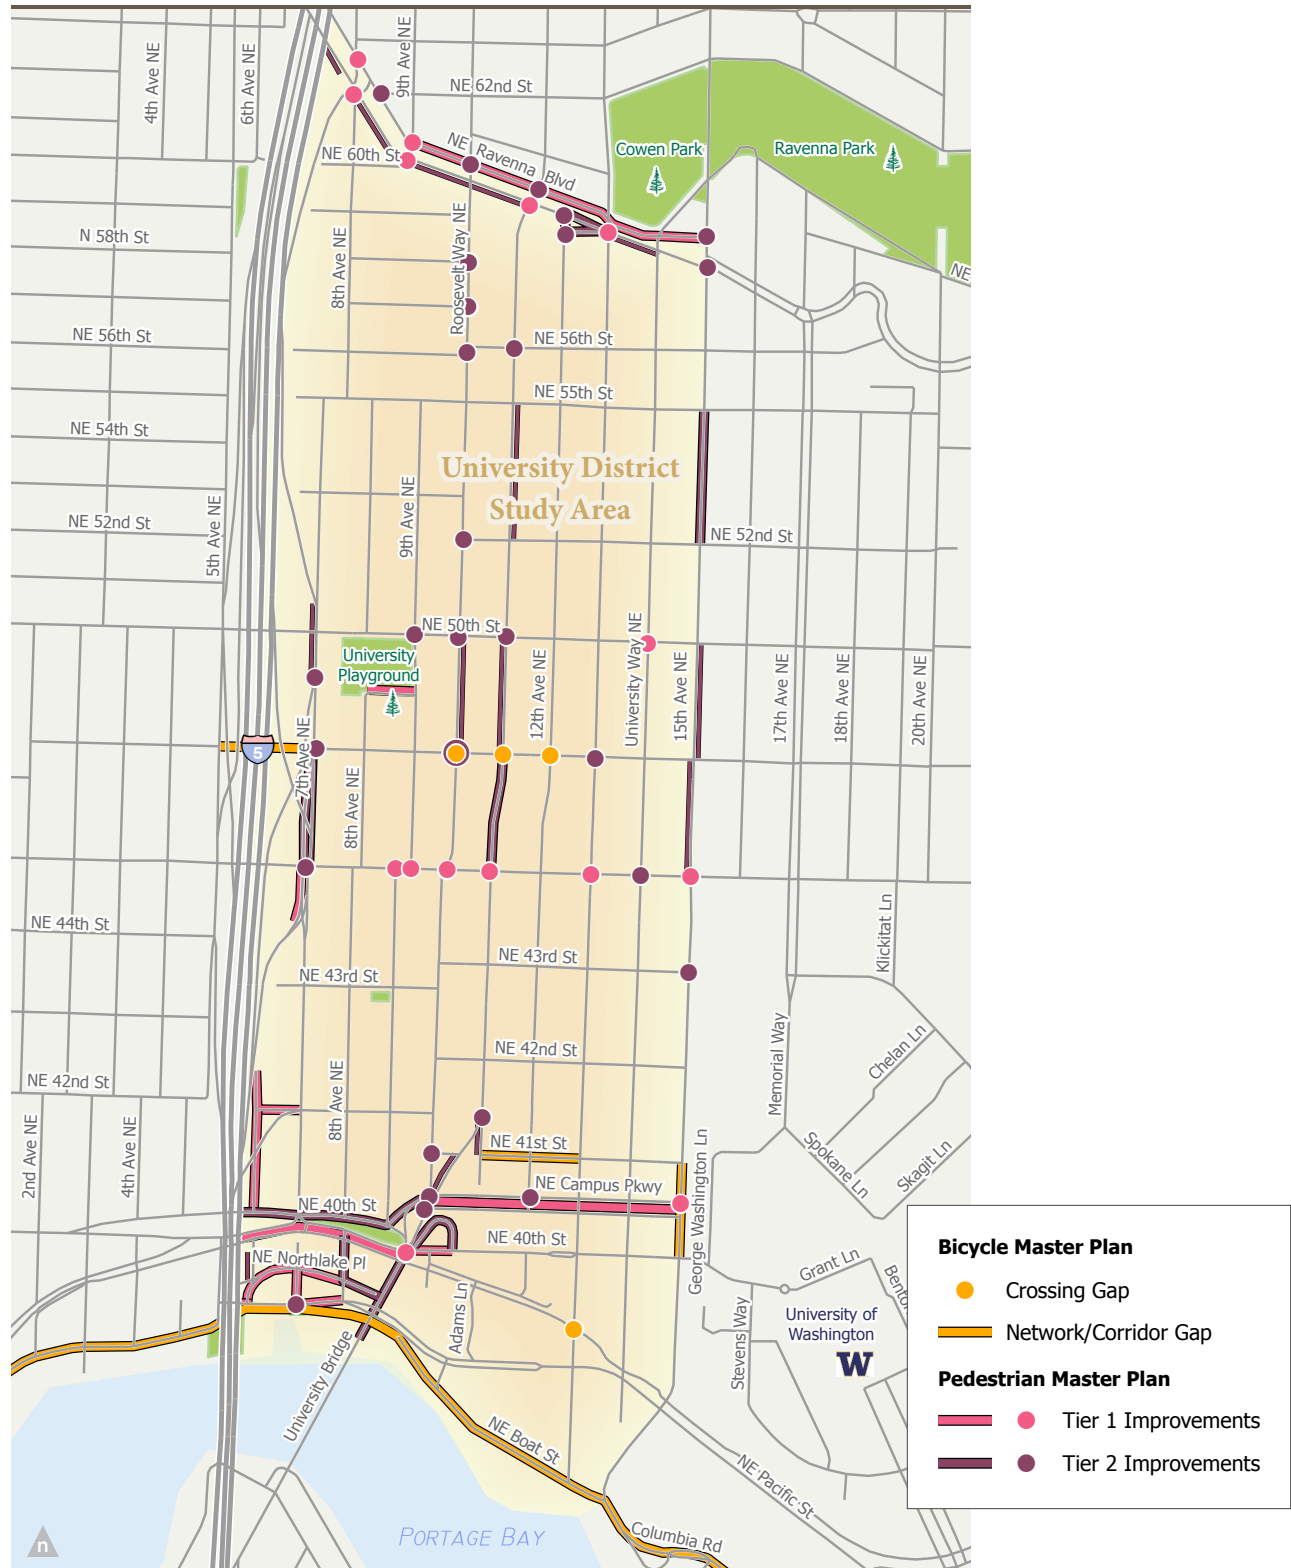 4th Ave NE
6th Ave NE
9th Ave NE
NE 62nd St
NE Ravenna Blvd
Cowen Park
Ravenna Park
NE 60th St
N 58th St
8th Ave NE
Roosevelt Way NE
NE
NE 56th St
NE 56th St
NE 55th St
NE 54th St
University District
Study Area
9th Ave NE
5th Ave NE
NE 52nd St
NE 52nd St
NE 50th St
University
Playground
12th Ave NE
University Way NE
15th Ave NE
17th Ave NE
18th Ave NE
20th Ave NE
5
7th Ave NE
8th Ave NE
NE 44th St
NE 43rd St
NE 43rd St
Klickitat Ln
NE 42nd St
Memorial Way
Chelan Ln
NE 42nd St
8th Ave NE
2nd Ave NE
4th Ave NE
NE 41st St
George Washington Ln
Spokane Ln
Skagit Ln
NE Campus Pkwy
NE 40th St
NE 40th St
NE Northlake Pl
Grant Ln
Adams Ln
Stevens Way
University of
Washington
W
University Bridge
NE Boat St
NE Pacific St
Columbia Rd
PORTAGE BAY
n
Bicycle Master Plan
Crossing Gap
Network/Corridor Gap
Pedestrian Master Plan
Tier 1 Improvements
Tier 2 Improvements